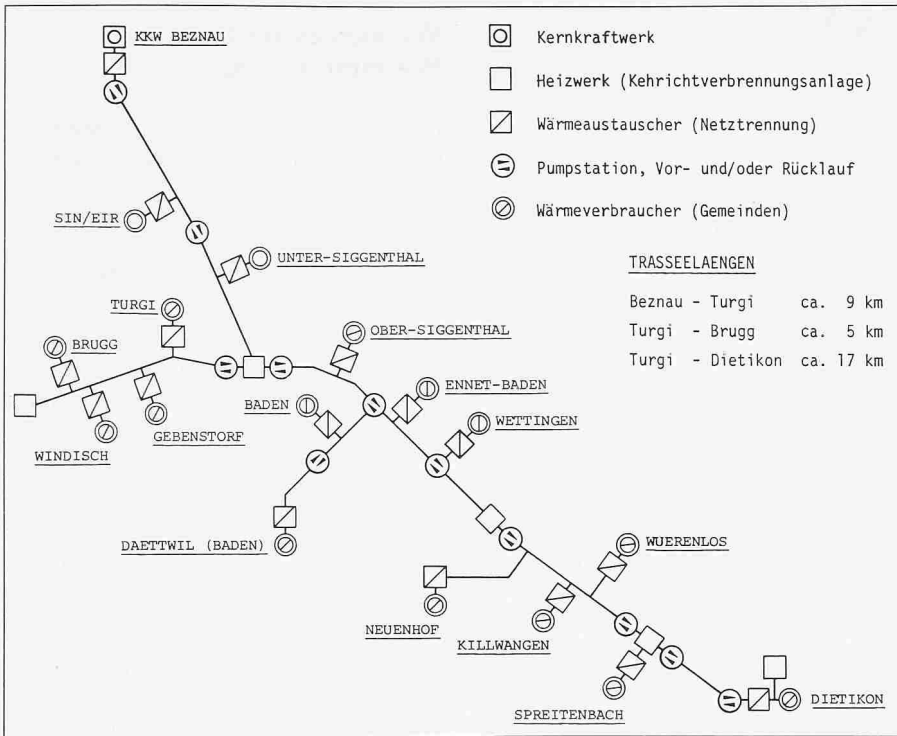 KKW BEZNAU
Kernkraftwerk
Heizwerk (Kehrichtverbrennungsanlage)
Wärmeaustauscher (Netztrennung)
Pumpstation, Vor- und/oder Rücklauf
Wärmeverbraucher (Gemeinden)
SIN/EIR
UNTER-SIGGENTHAL
TRASSEELAENGEN
Beznau - Turgi ca. 9 km
Turgi - Brugg ca. 5 km
Turgi - Dietikon ca. 17 km
TURGI
BRUGG
OBER-SIGGENTHAL
ENNET-BADEN
BADEN
WETTINGEN
GEBENSTORF
WINDISCH
DAETTWIL (BADEN)
WUERENLOS
NEUENHOF
KILLWANGEN
SPREITENBACH
DIETIKON